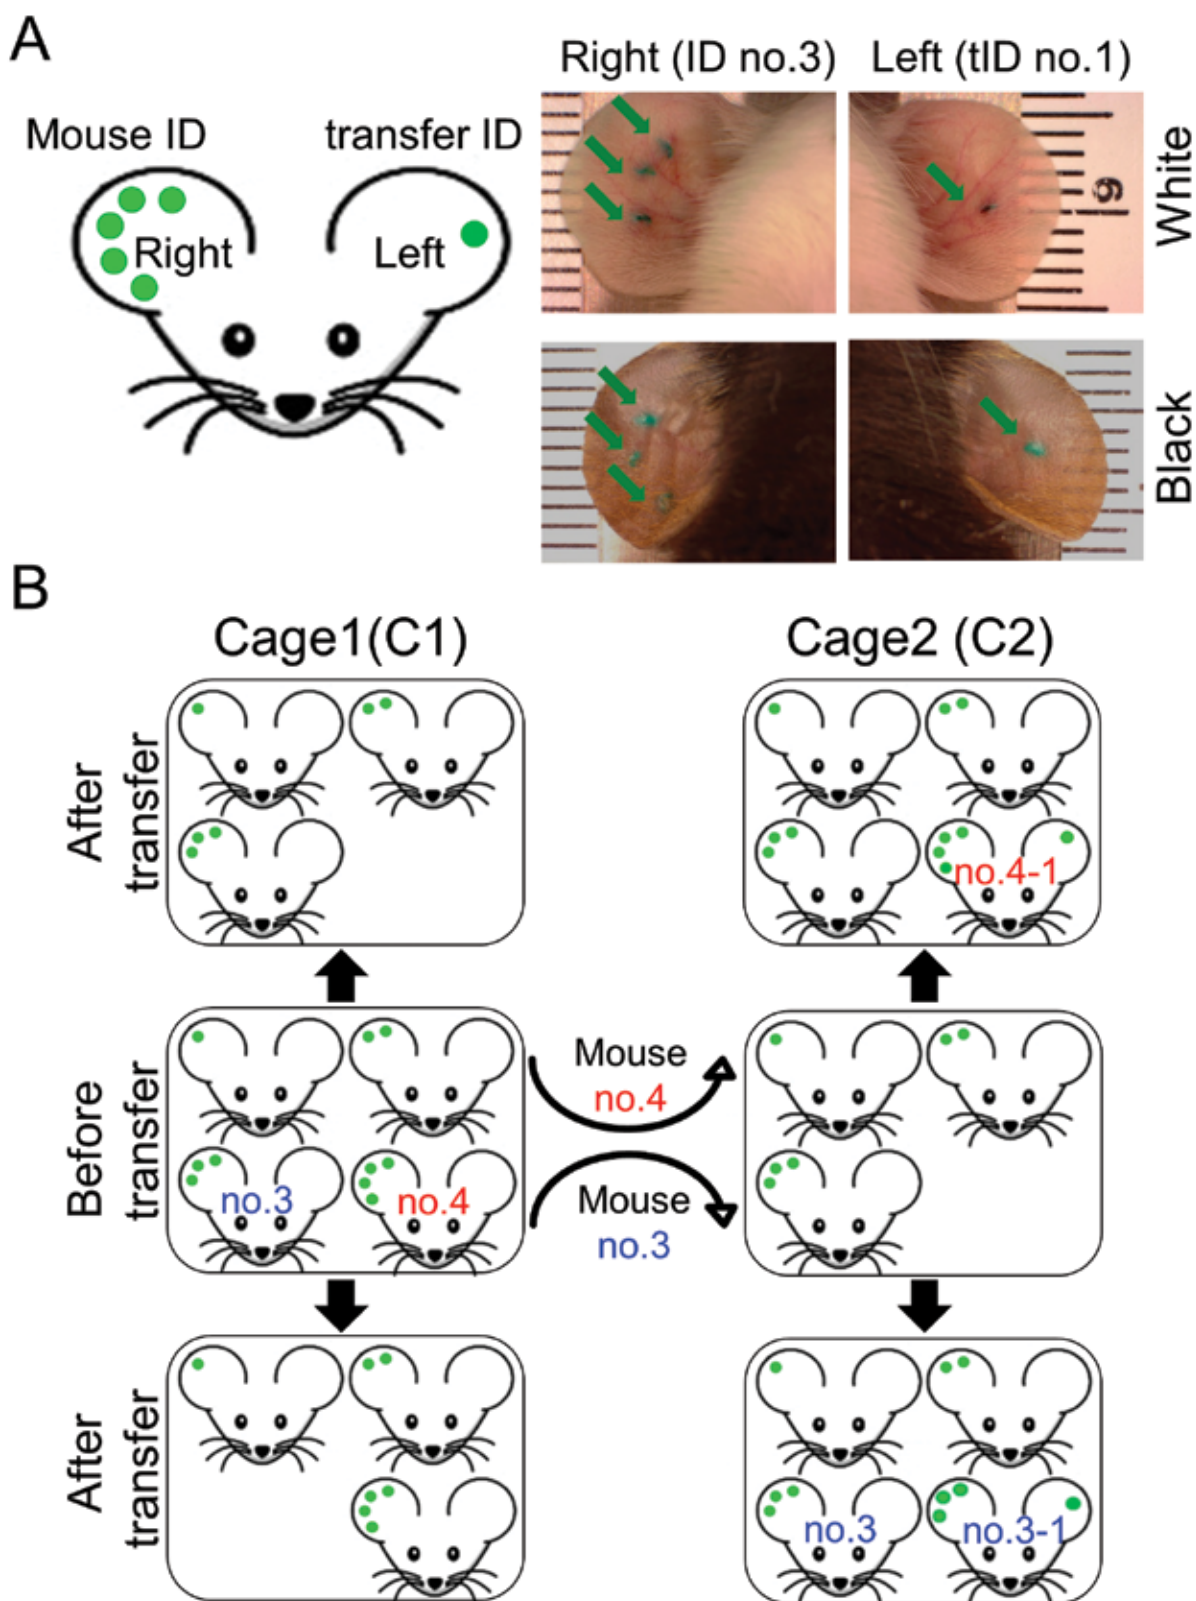 A
Right (ID no.3)
Left (tID no.1)
Mouse ID
transfer ID
Right
Left
9
White
Black
B
Cage1(C1)
Cage2 (C2)
After
transfer
no.4-1
Before
transfer
no.3
no.4
Mouse
no.4
Mouse
no.3
After
transfer
no.3
no.3-1